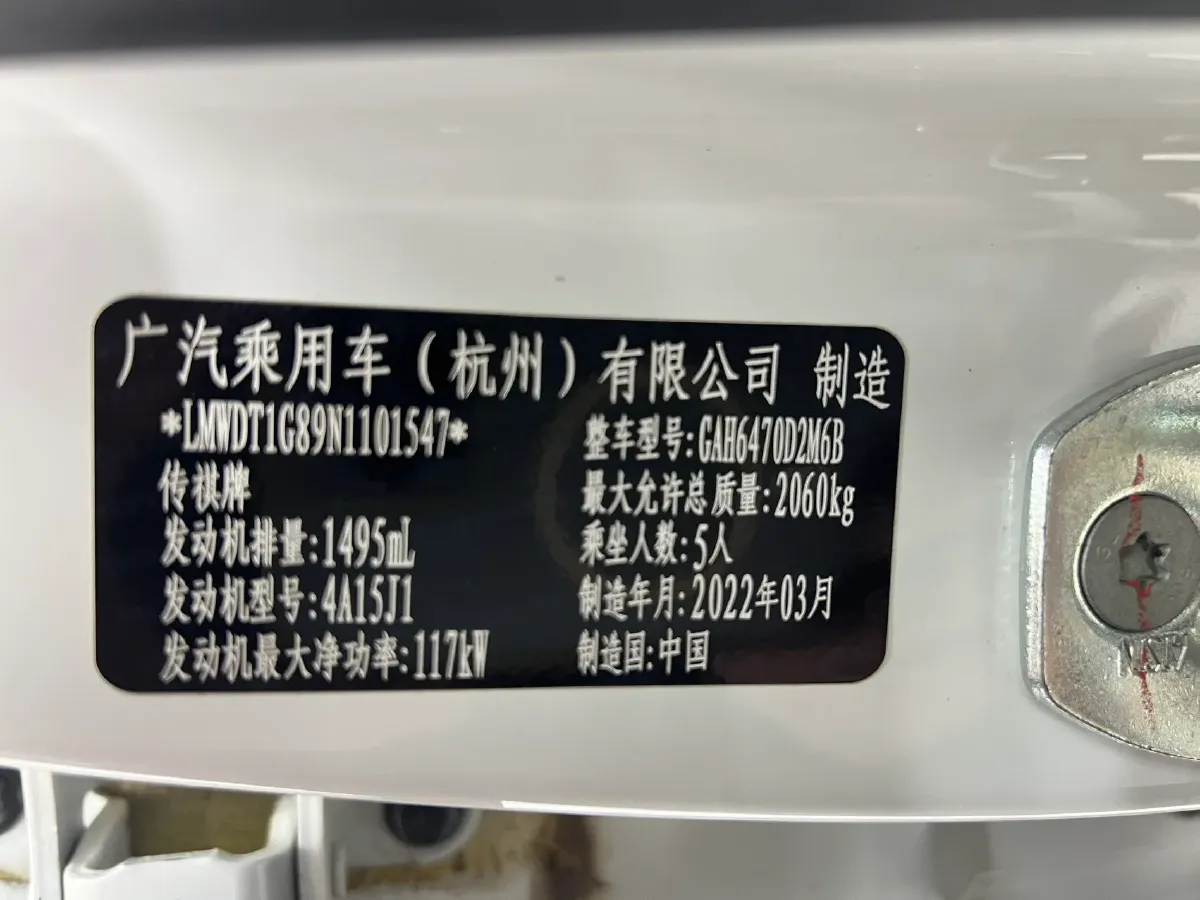 广汽乘用车（杭州）有限公司 制造
*LMWDT1G89N1101547*
传祺牌
发动机排量:1495mL
发动机型号:4A15J1
发动机最大净功率:117kW
整车型号:GAH6470D2M6B
最大允许总质量:2060kg
乘坐人数:5人
制造年月:2022年03月
制造国:中国